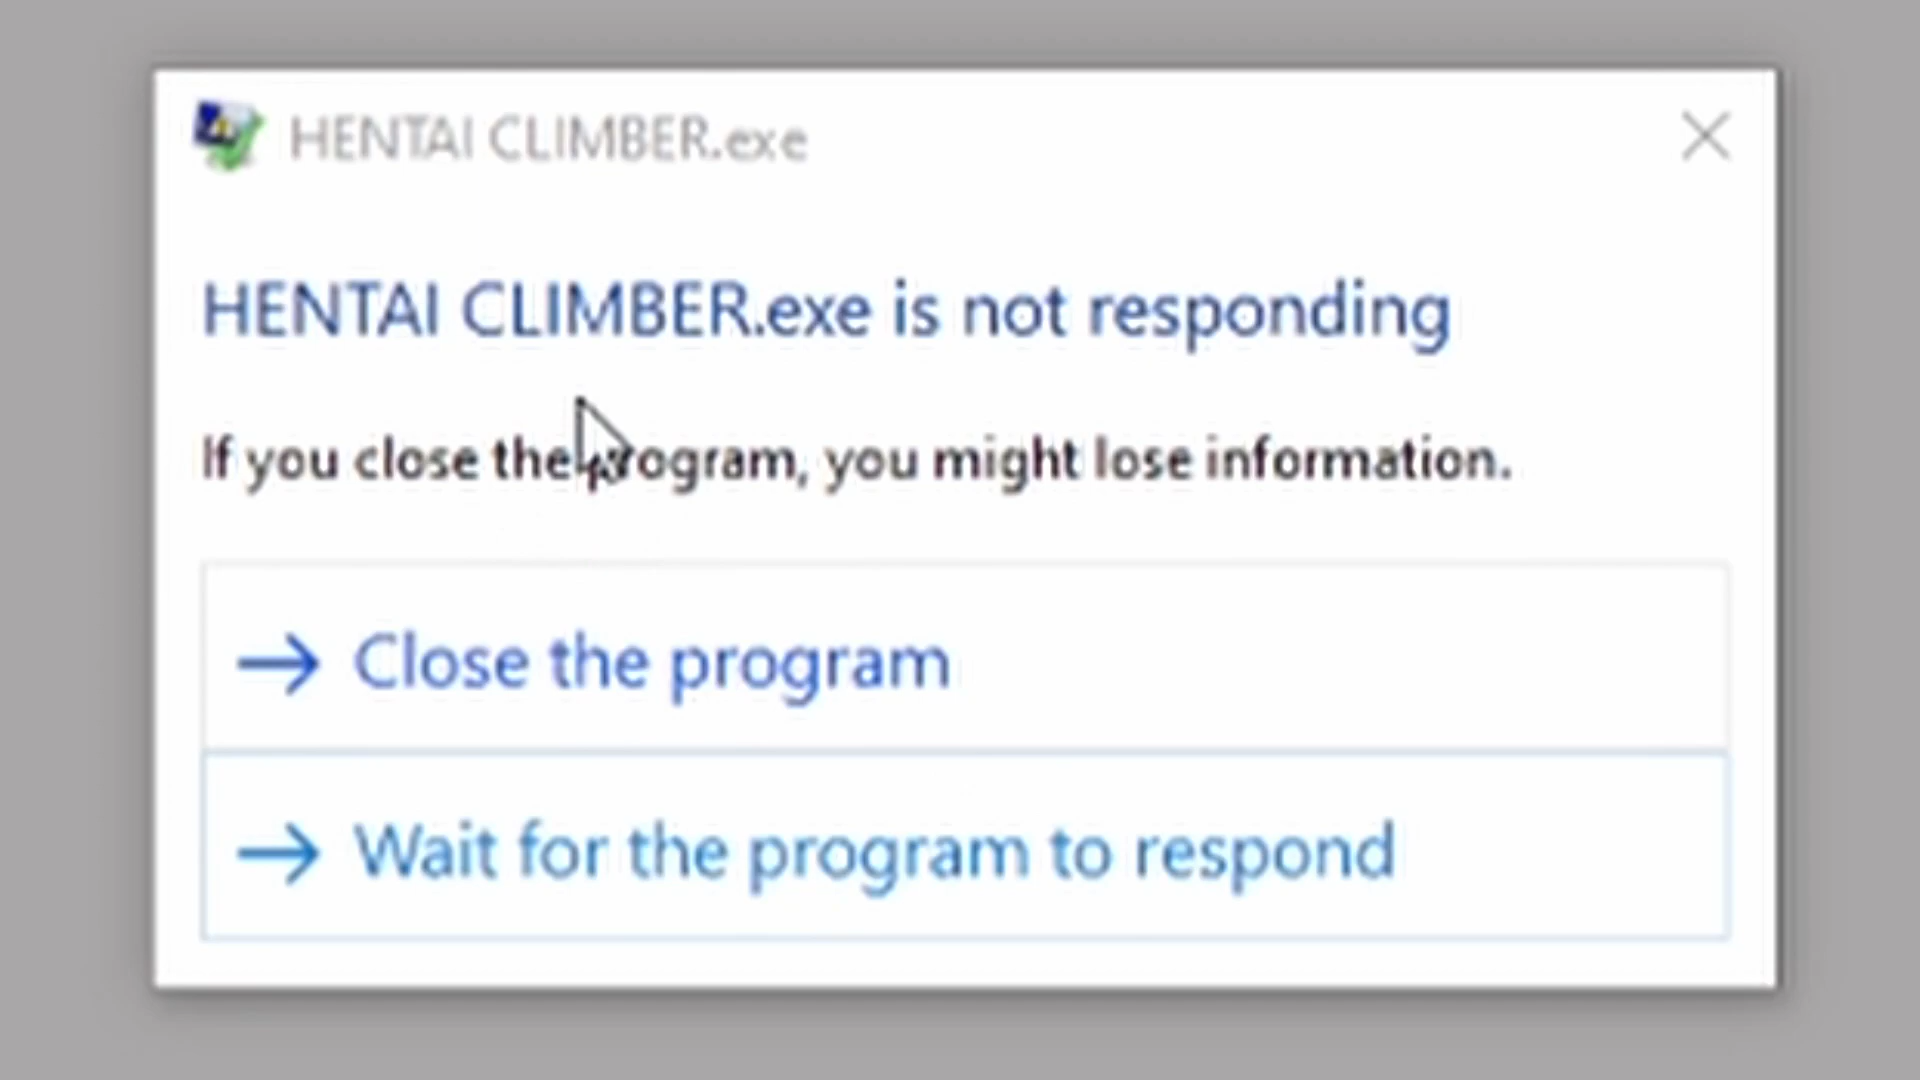 HENTAI CLIMBER.exe
HENTAI CLIMBER.exe is not responding
If you close the program, you might lose information.
Close the program
Wait for the program to respond